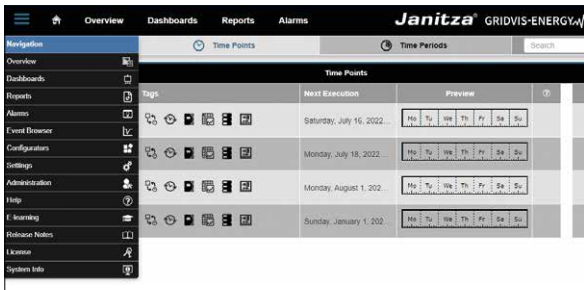 Overview Dashboards Reports Alarms Janitza® GRIDVIS-ENERGY
Navigation
Time Points Time Periods Search
Overview
Time Points
Dashboards
Reports
Tags Next Execution Preview
Alarms
Saturday, July 16, 2022... Mo Tu We Th Fr Sa Su
Event Browser
Configurators
Monday, July 18, 2022... Mo Tu We Th Fr Sa Su
Settings
Administration
Monday, August 1, 202... Mo Tu We Th Fr Sa Su
Help
E-learning
Sunday, January 1, 202... Mo Tu We Th Fr Sa Su
Release Notes
License
System Info